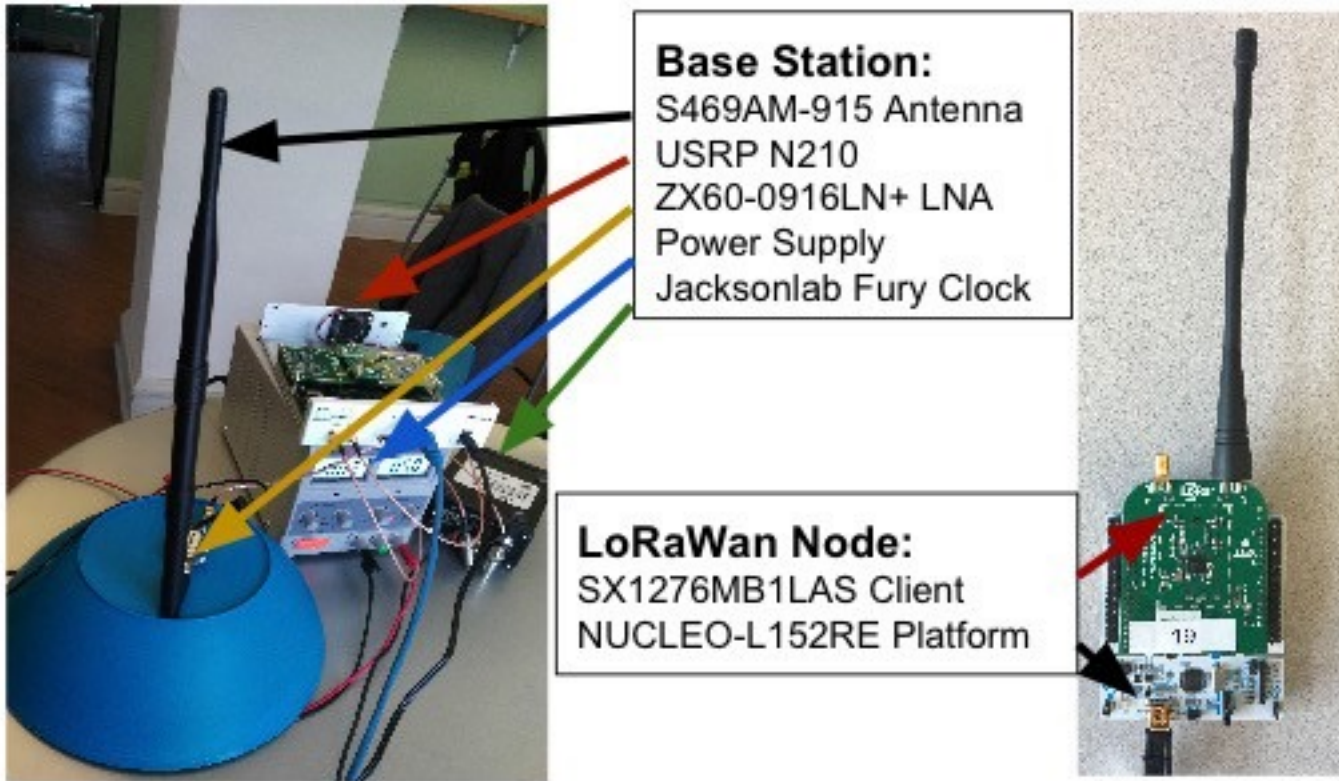 Base Station:
S469AM-915 Antenna
USRP N210
ZX60-0916LN+ LNA
Power Supply
Jacksonlab Fury Clock
LoRaWan Node:
SX1276MB1LAS Client
NUCLEO-L152RE Platform
19